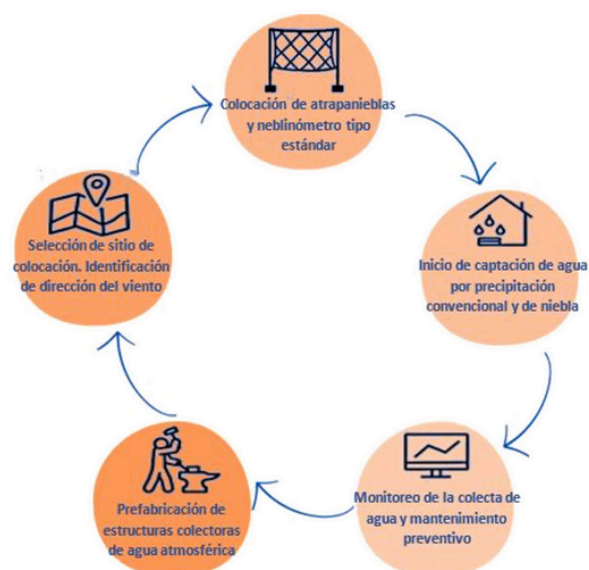 Colocación de atrapanieblas
y neblinómetro tipo
estándar
Inicio de captación de agua
por precipitación
convencional y de niebla
Monitoreo de la colecta de
agua y mantenimiento
preventivo
Prefabricación de
estructuras colectoras
de agua atmosférica
Selección de sitio de
colocación. Identificación
de dirección del viento